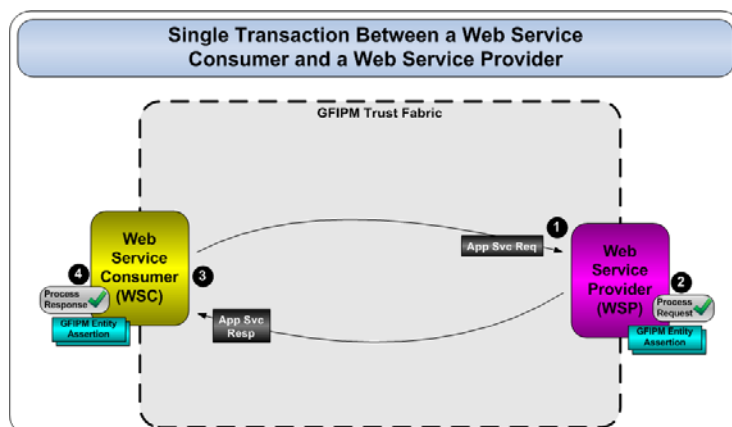 Single Transaction Between a Web Service
Consumer and a Web Service Provider
GFIPM Trust Fabric
1
App Svc Req
Web
Service
Provider
(WSP)
2
Process
Request
GFIPM Entity
Assertion
Web
Service
Consumer
(WSC)
3
4
Process
Response
GFIPM Entity
Assertion
App Svc
Resp